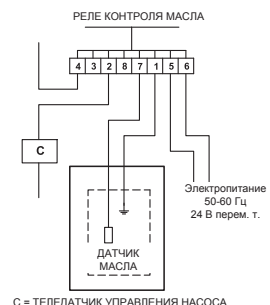 РЕЛЕ КОНТРОЛЯ МАСЛА
4 3 2 8 7 1 5 6
C
Электропитание
50-60 Гц
24 В перем. т.
ДАТЧИК
МАСЛА
C = ТЕЛЕДАТЧИК УПРАВЛЕНИЯ НАСОСА